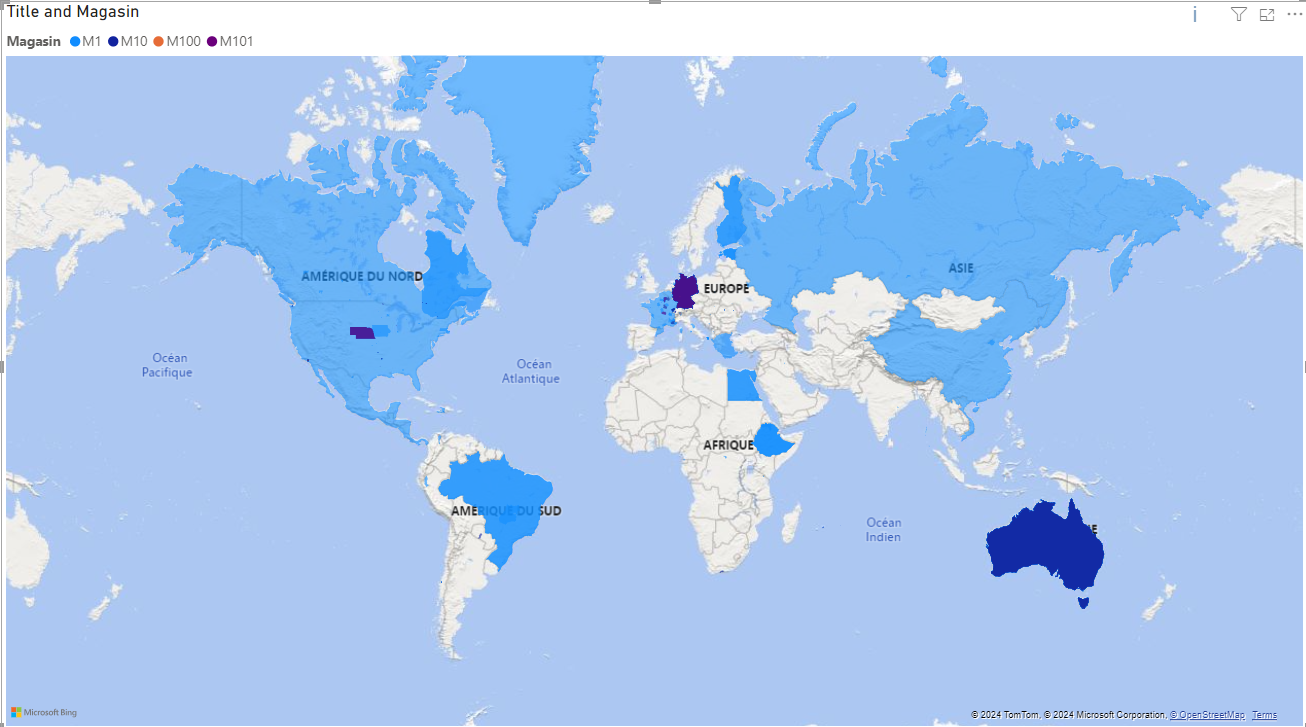 Title and Magasin
Magasin M1 M10 M100 M101
AMÉRIQUE DU NORD
ASIE
EUROPE
Océan
Pacifique
Océan
Atlantique
AFRIQUE
AMÉRIQUE DU SUD
Océan
Indien
E
Microsoft Bing
© 2024 TomTom, © 2024 Microsoft Corporation, © OpenStreetMap Terms